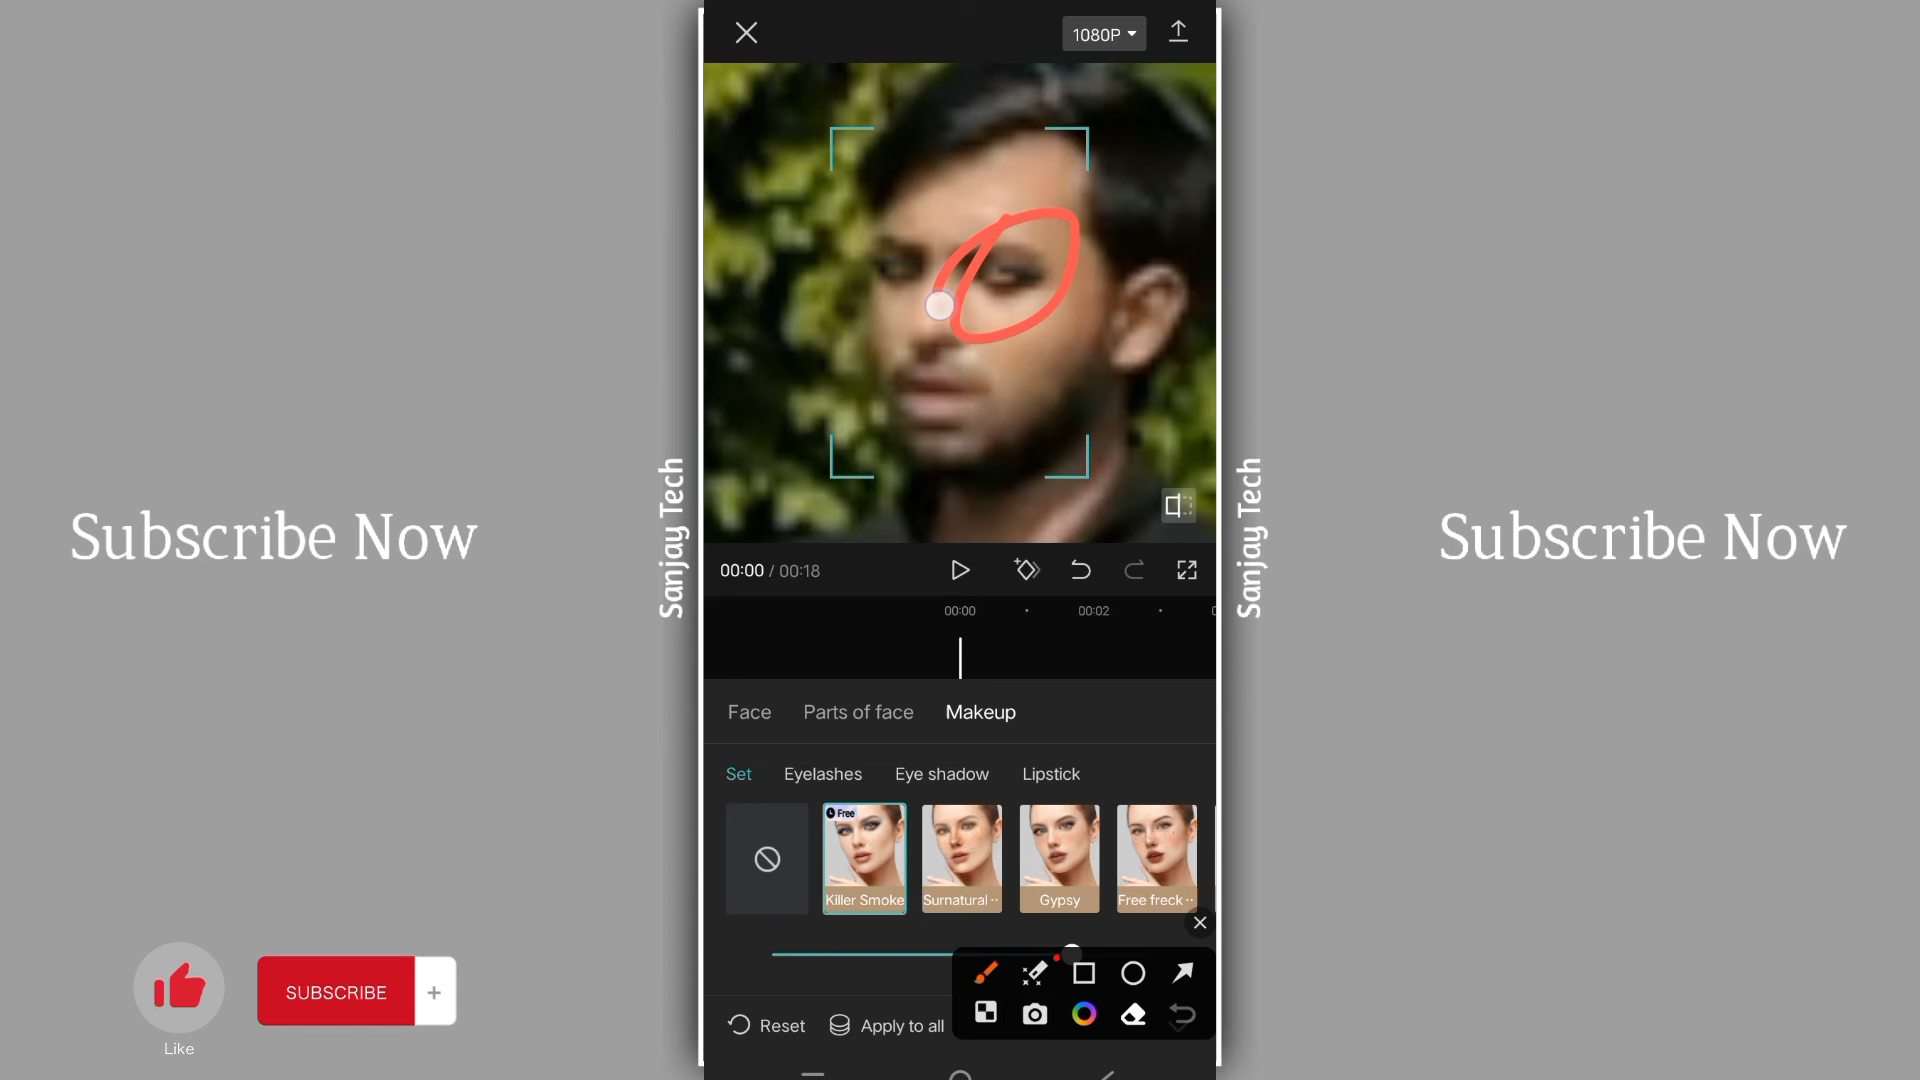 1080P
Subscribe Now
Sanjay Tech
Sanjay Tech
Subscribe Now
00:00 / 00:18
00:00 00:02
Face Parts of face Makeup
Set Eyelashes Eye shadow Lipstick
Free
Killer Smoke Surnatural ·· Gypsy Free freck ··
SUBSCRIBE +
Like
Reset Apply to all